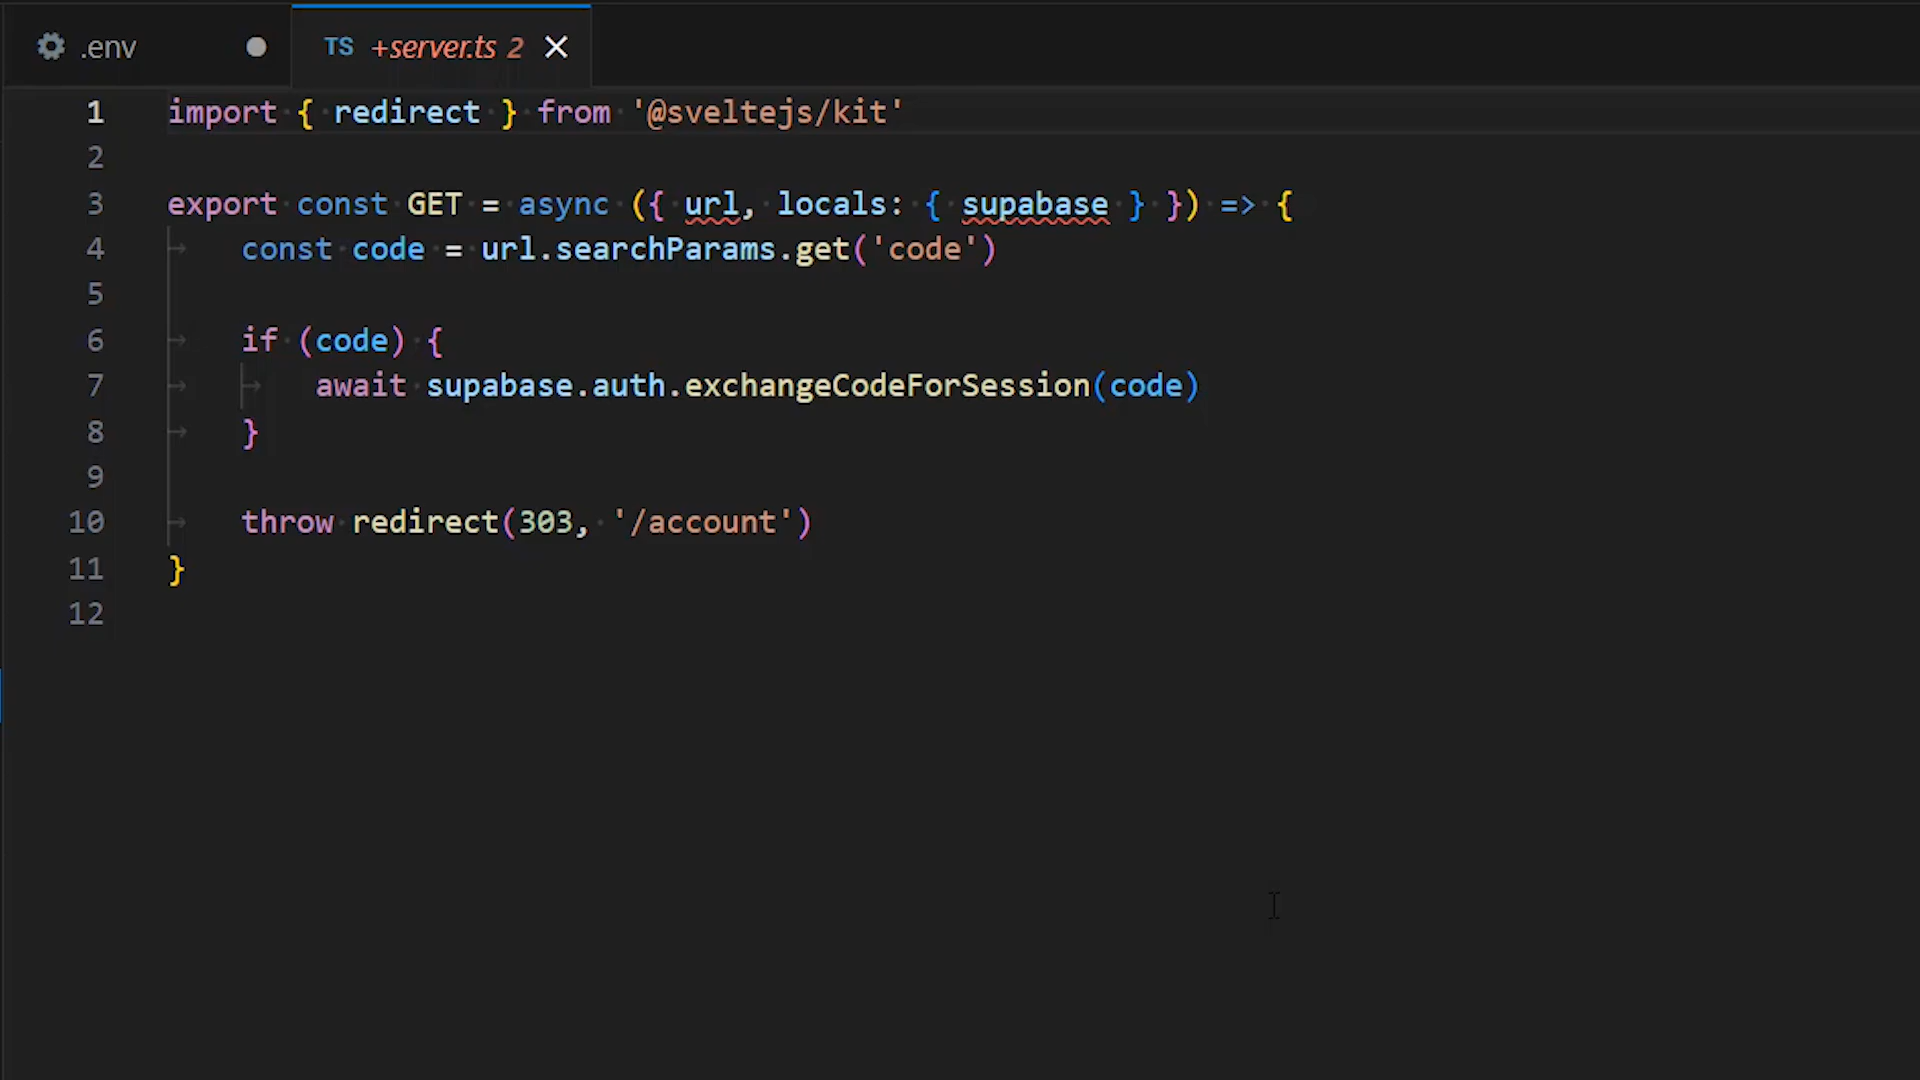 .env
TS +server.ts 2
1 import { redirect } from '@sveltejs/kit'
2
3 export const GET = async ({ url, locals: { supabase } }) => {
4 const code = url.searchParams.get('code')
5
6 if (code) {
7 await supabase.auth.exchangeCodeForSession(code)
8 }
9
10 throw redirect(303, '/account')
11 }
12